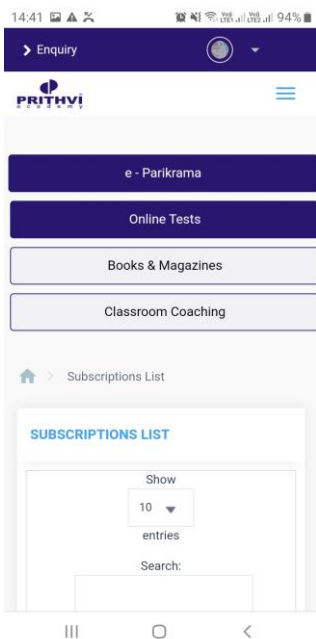 14:41 94%
Enquiry
PRITHVI
academy
e - Parikrama
Online Tests
Books & Magazines
Classroom Coaching
Subscriptions List
SUBSCRIPTIONS LIST
Show
10
entries
Search: